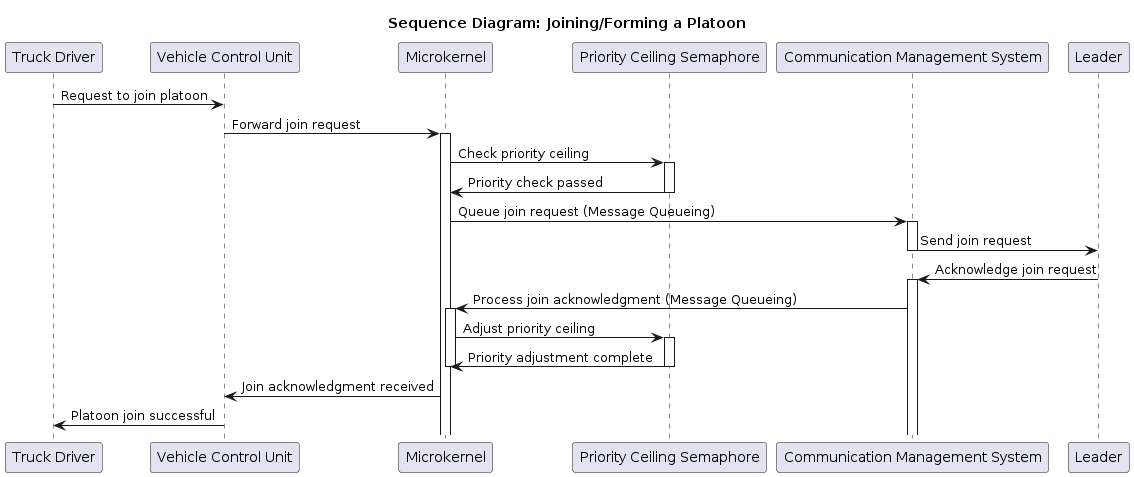 Sequence Diagram: Joining/Forming a Platoon
Truck Driver
Vehicle Control Unit
Microkernel
Priority Ceiling Semaphore
Communication Management System
Leader
Request to join platoon
Forward join request
Check priority ceiling
Priority check passed
Queue join request (Message Queueing)
Send join request
Acknowledge join request
Process join acknowledgment (Message Queueing)
Adjust priority ceiling
Priority adjustment complete
Join acknowledgment received
Platoon join successful
Truck Driver
Vehicle Control Unit
Microkernel
Priority Ceiling Semaphore
Communication Management System
Leader